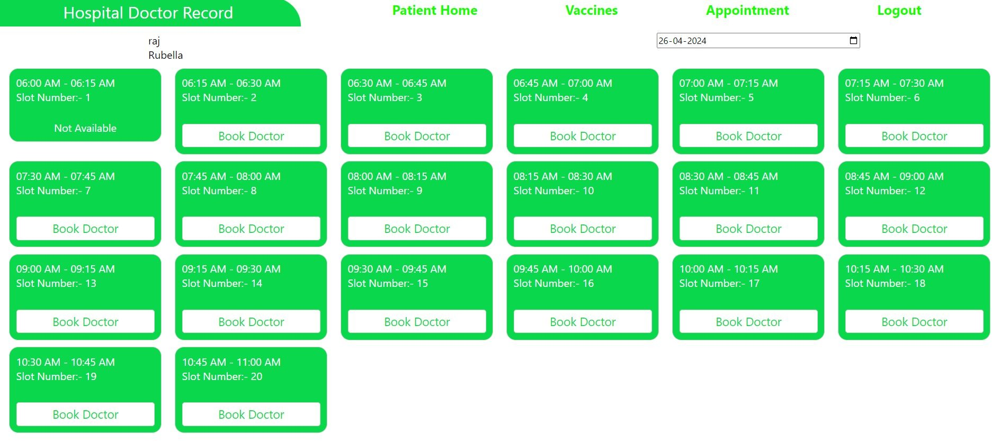 Hospital Doctor Record
Patient Home Vaccines Appointment Logout
raj
Rubella
26-04-2024
06:00 AM - 06:15 AM
Slot Number:- 1
Not Available
06:15 AM - 06:30 AM
Slot Number:- 2
Book Doctor
06:30 AM - 06:45 AM
Slot Number:- 3
Book Doctor
06:45 AM - 07:00 AM
Slot Number:- 4
Book Doctor
07:00 AM - 07:15 AM
Slot Number:- 5
Book Doctor
07:15 AM - 07:30 AM
Slot Number:- 6
Book Doctor
07:30 AM - 07:45 AM
Slot Number:- 7
Book Doctor
07:45 AM - 08:00 AM
Slot Number:- 8
Book Doctor
08:00 AM - 08:15 AM
Slot Number:- 9
Book Doctor
08:15 AM - 08:30 AM
Slot Number:- 10
Book Doctor
08:30 AM - 08:45 AM
Slot Number:- 11
Book Doctor
08:45 AM - 09:00 AM
Slot Number:- 12
Book Doctor
09:00 AM - 09:15 AM
Slot Number:- 13
Book Doctor
09:15 AM - 09:30 AM
Slot Number:- 14
Book Doctor
09:30 AM - 09:45 AM
Slot Number:- 15
Book Doctor
09:45 AM - 10:00 AM
Slot Number:- 16
Book Doctor
10:00 AM - 10:15 AM
Slot Number:- 17
Book Doctor
10:15 AM - 10:30 AM
Slot Number:- 18
Book Doctor
10:30 AM - 10:45 AM
Slot Number:- 19
Book Doctor
10:45 AM - 11:00 AM
Slot Number:- 20
Book Doctor